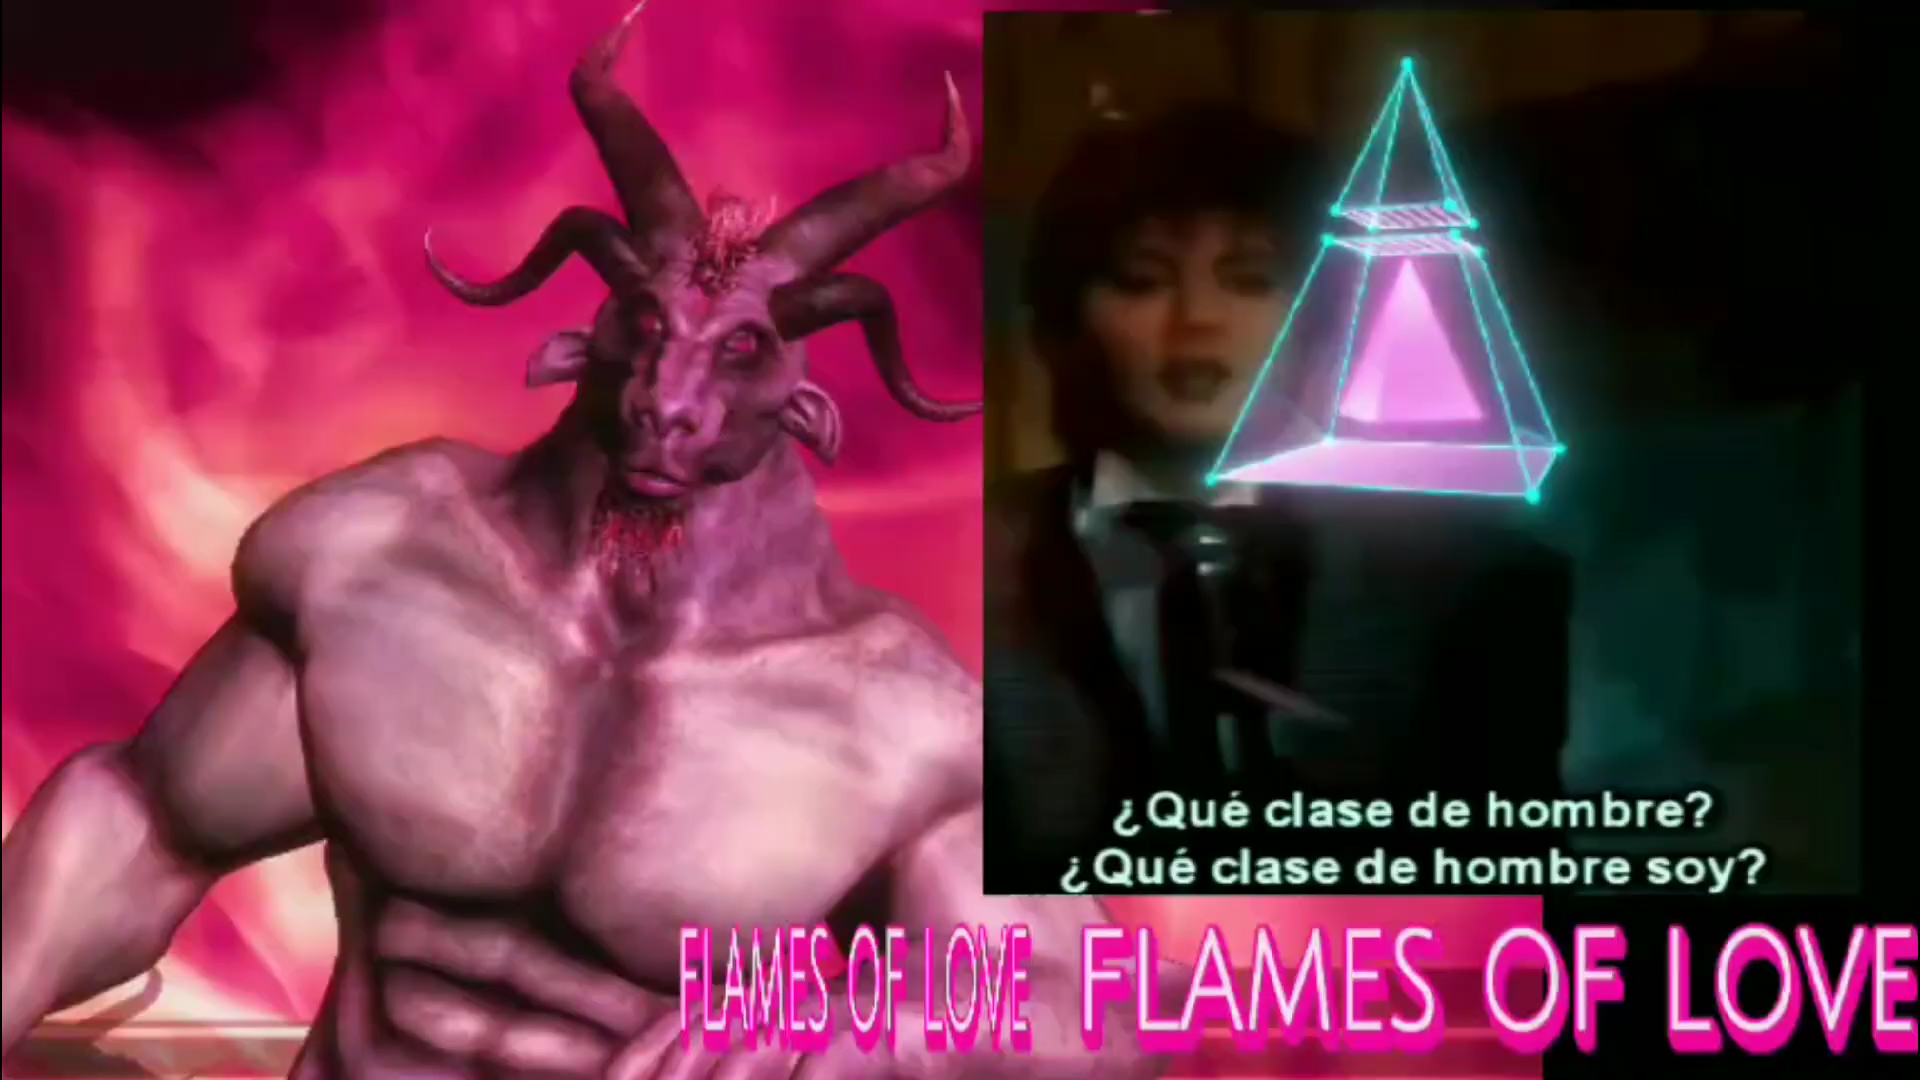 ¿Qué clase de hombre?
¿Qué clase de hombre soy?
FLAMES OF LOVE FLAMES OF LOVE